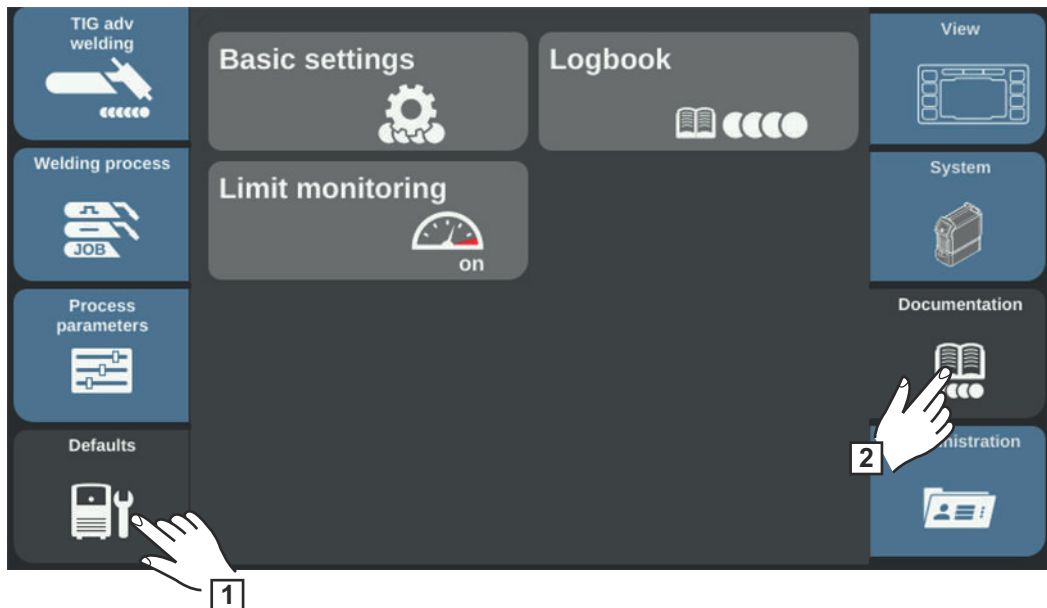 TIG adv
welding
Welding process
JOB
Process
parameters
Defaults
1
Basic settings
Logbook
Limit monitoring
on
View
System
Documentation
2
nistration